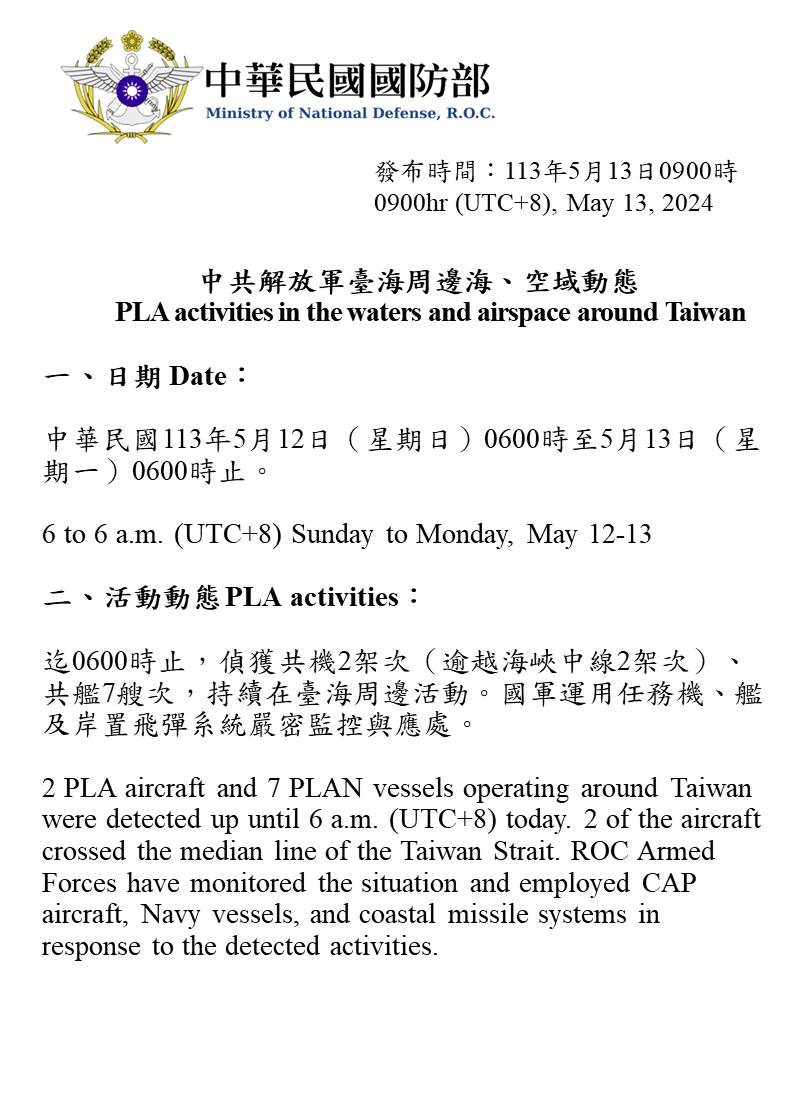 中華民國國防部
Ministry of National Defense, R.O.C.
發布時間：113年5月13日0900時
0900hr (UTC+8), May 13, 2024
中共解放軍臺海周邊海、空域動態
PLA activities in the waters and airspace around Taiwan
一、日期 Date：
中華民國113年5月12日（星期日）0600時至5月13日（星
期一）0600時止。
6 to 6 a.m. (UTC+8) Sunday to Monday, May 12-13
二、活動動態 PLA activities：
迄0600時止，偵獲共機2架次（逾越海峽中線2架次）、
共艦7艘次，持續在臺海周邊活動。國軍運用任務機、艦
及岸置飛彈系統嚴密監控與應處。
2 PLA aircraft and 7 PLAN vessels operating around Taiwan
were detected up until 6 a.m. (UTC+8) today. 2 of the aircraft
crossed the median line of the Taiwan Strait. ROC Armed
Forces have monitored the situation and employed CAP
aircraft, Navy vessels, and coastal missile systems in
response to the detected activities.